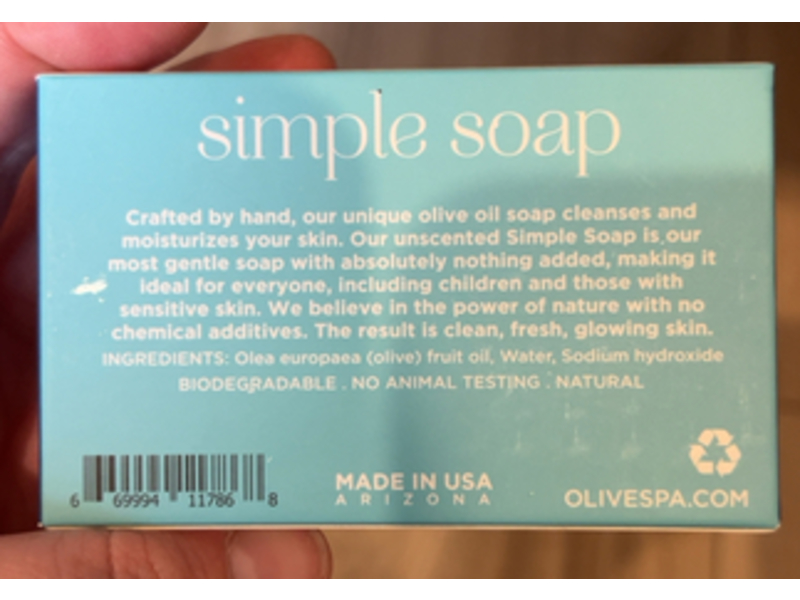 simple soap
Crafted by hand, our unique olive oil soap cleanses and
moisturizes your skin. Our unscented Simple Soap is our
most gentle soap with absolutely nothing added, making it
ideal for everyone, including children and those with
sensitive skin. We believe in the power of nature with no
chemical additives. The result is clean, fresh, glowing skin.
INGREDIENTS: Olea europaea (olive) fruit oil, Water, Sodium hydroxide
BIODEGRADABLE . NO ANIMAL TESTING . NATURAL
6 69994 11786 8
MADE IN USA
ARIZONA
OLIVESPA.COM